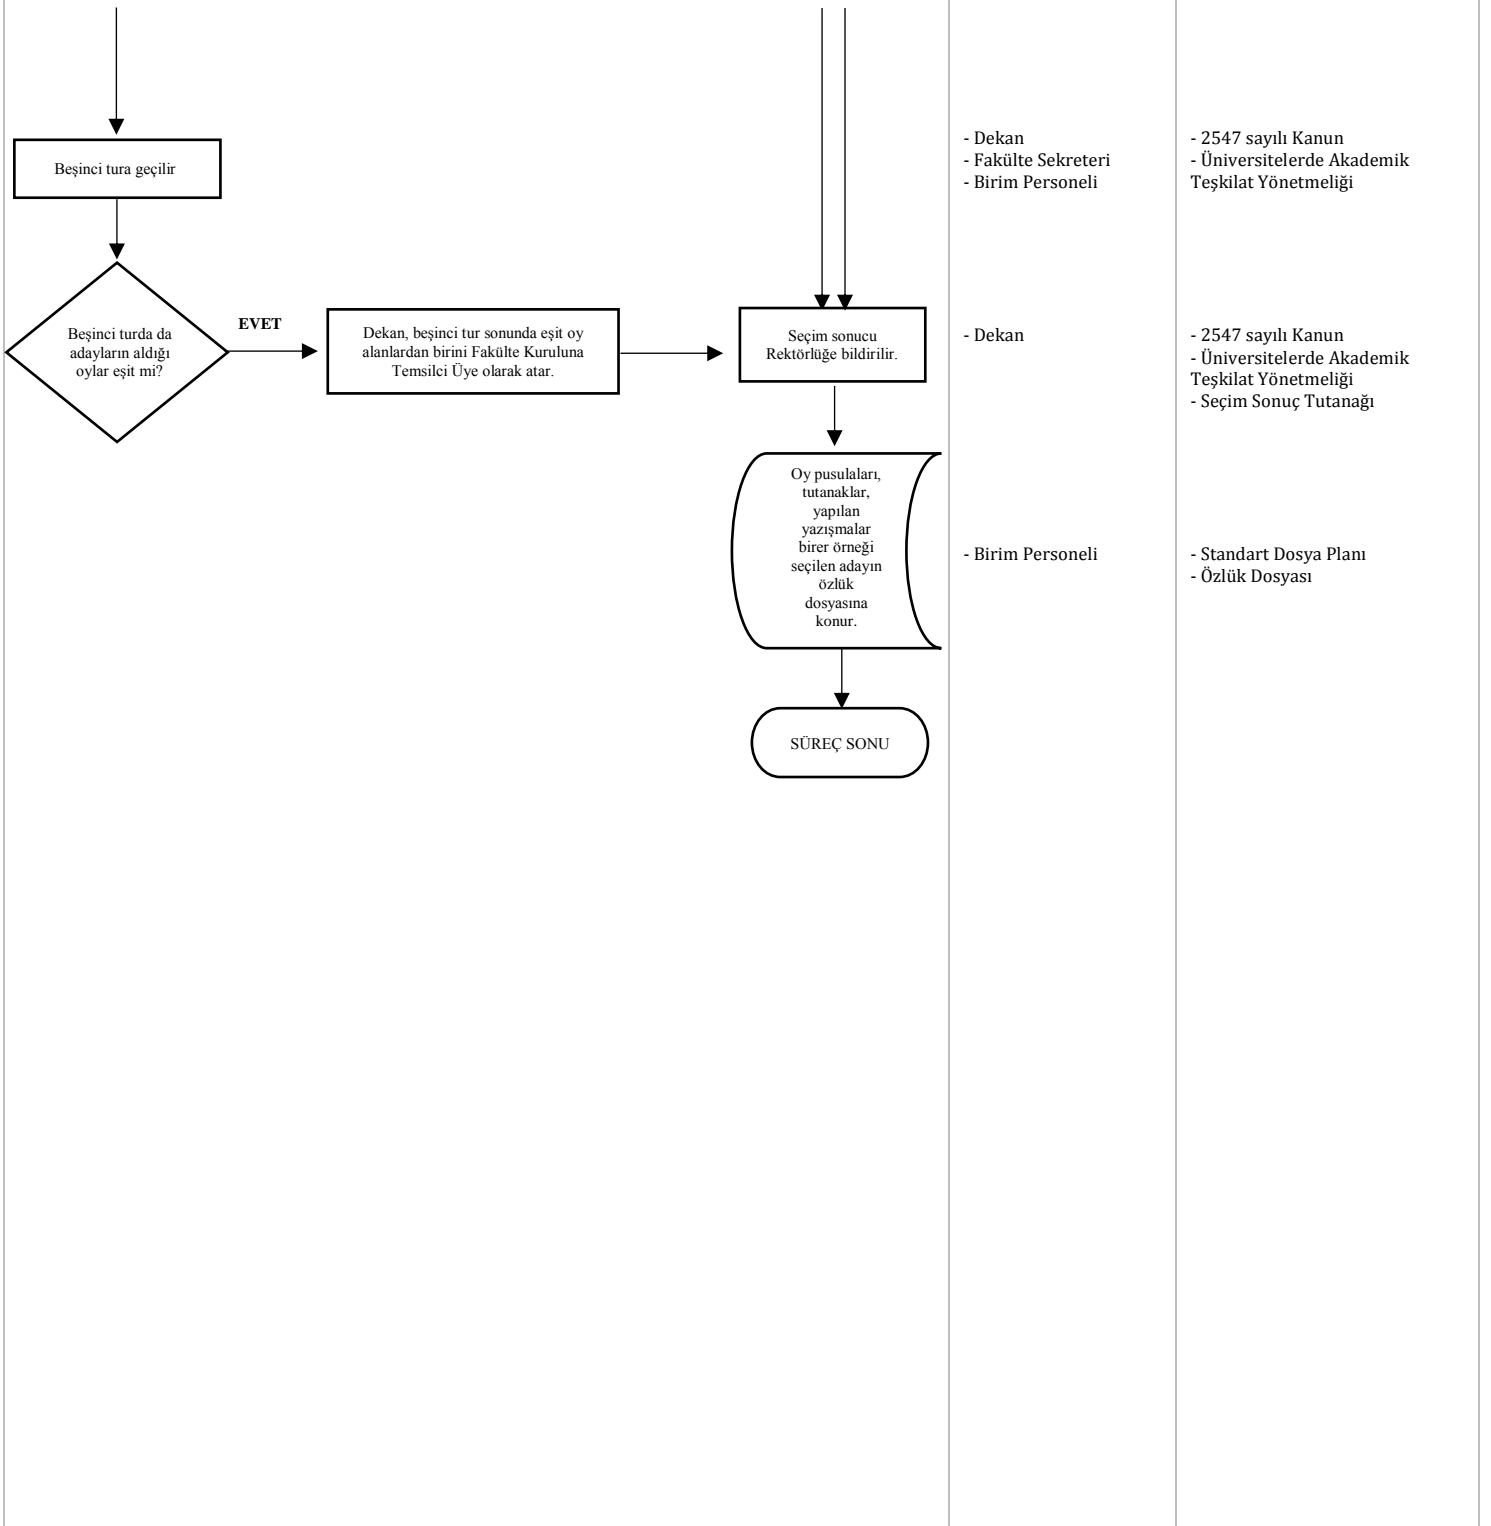 Beşinci tura geçilir
- Dekan
- Fakülte Sekreteri
- Birim Personeli
- 2547 sayılı Kanun
- Üniversitelerde Akademik
Teşkilat Yönetmeliği
Beşinci turda da
adayların aldığı
oylar eşit mi?
EVET
Dekan, beşinci tur sonunda eşit oy
alanlardan birini Fakülte Kuruluna
Temsilci Üye olarak atar.
Seçim sonucu
Rektörlüğe bildirilir.
- Dekan
- 2547 sayılı Kanun
- Üniversitelerde Akademik
Teşkilat Yönetmeliği
- Seçim Sonuç Tutanağı
Oy pusulaları,
tutanaklar,
yapılan
yazışmalar
birer örneği
seçilen adayın
özlük
dosyasına
konur.
- Birim Personeli
- Standart Dosya Planı
- Özlük Dosyası
SÜREÇ SONU